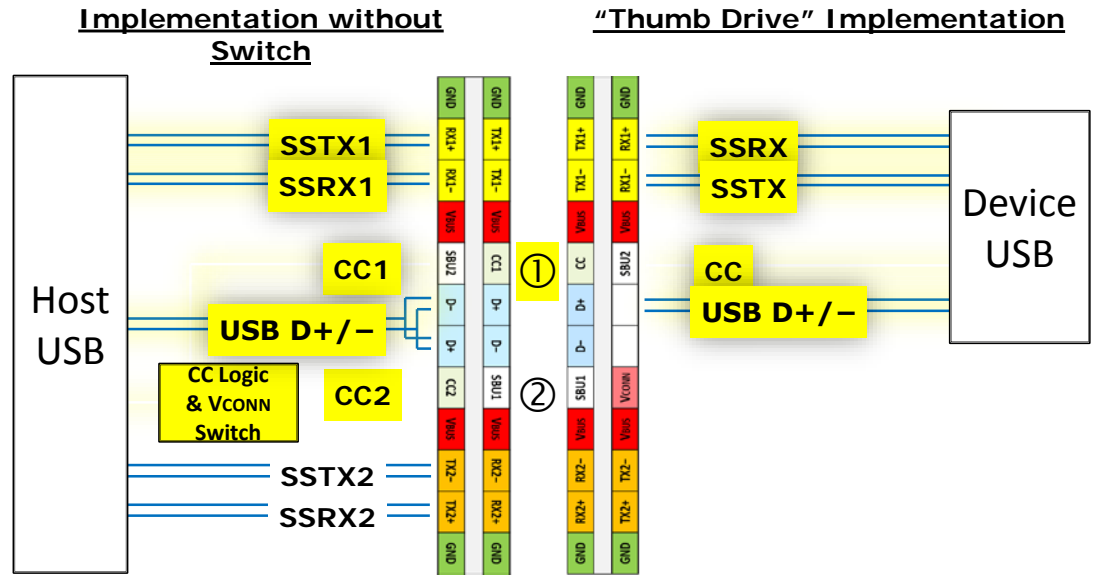 Implementation without
Switch
“Thumb Drive” Implementation
Host
USB
SSTX1
SSRX1
CC1
USB D+/−
CC Logic
& VCONN
Switch
CC2
SSTX2
SSRX2
GND
RX1+
RX1−
VBUS
SBU2
D−
D+
CC2
VBUS
TX2−
TX2+
GND
GND
TX1+
TX1−
VBUS
CC1
D+
D−
SBU1
VBUS
RX2−
RX2+
GND
①
②
GND
TX1+
TX1−
VBUS
CC
D+
D−
SBU1
VBUS
RX2−
RX2+
GND
GND
RX1+
RX1−
VBUS
SBU2
VCONN
VBUS
TX2−
TX2+
GND
SSRX
SSTX
CC
USB D+/−
Device
USB